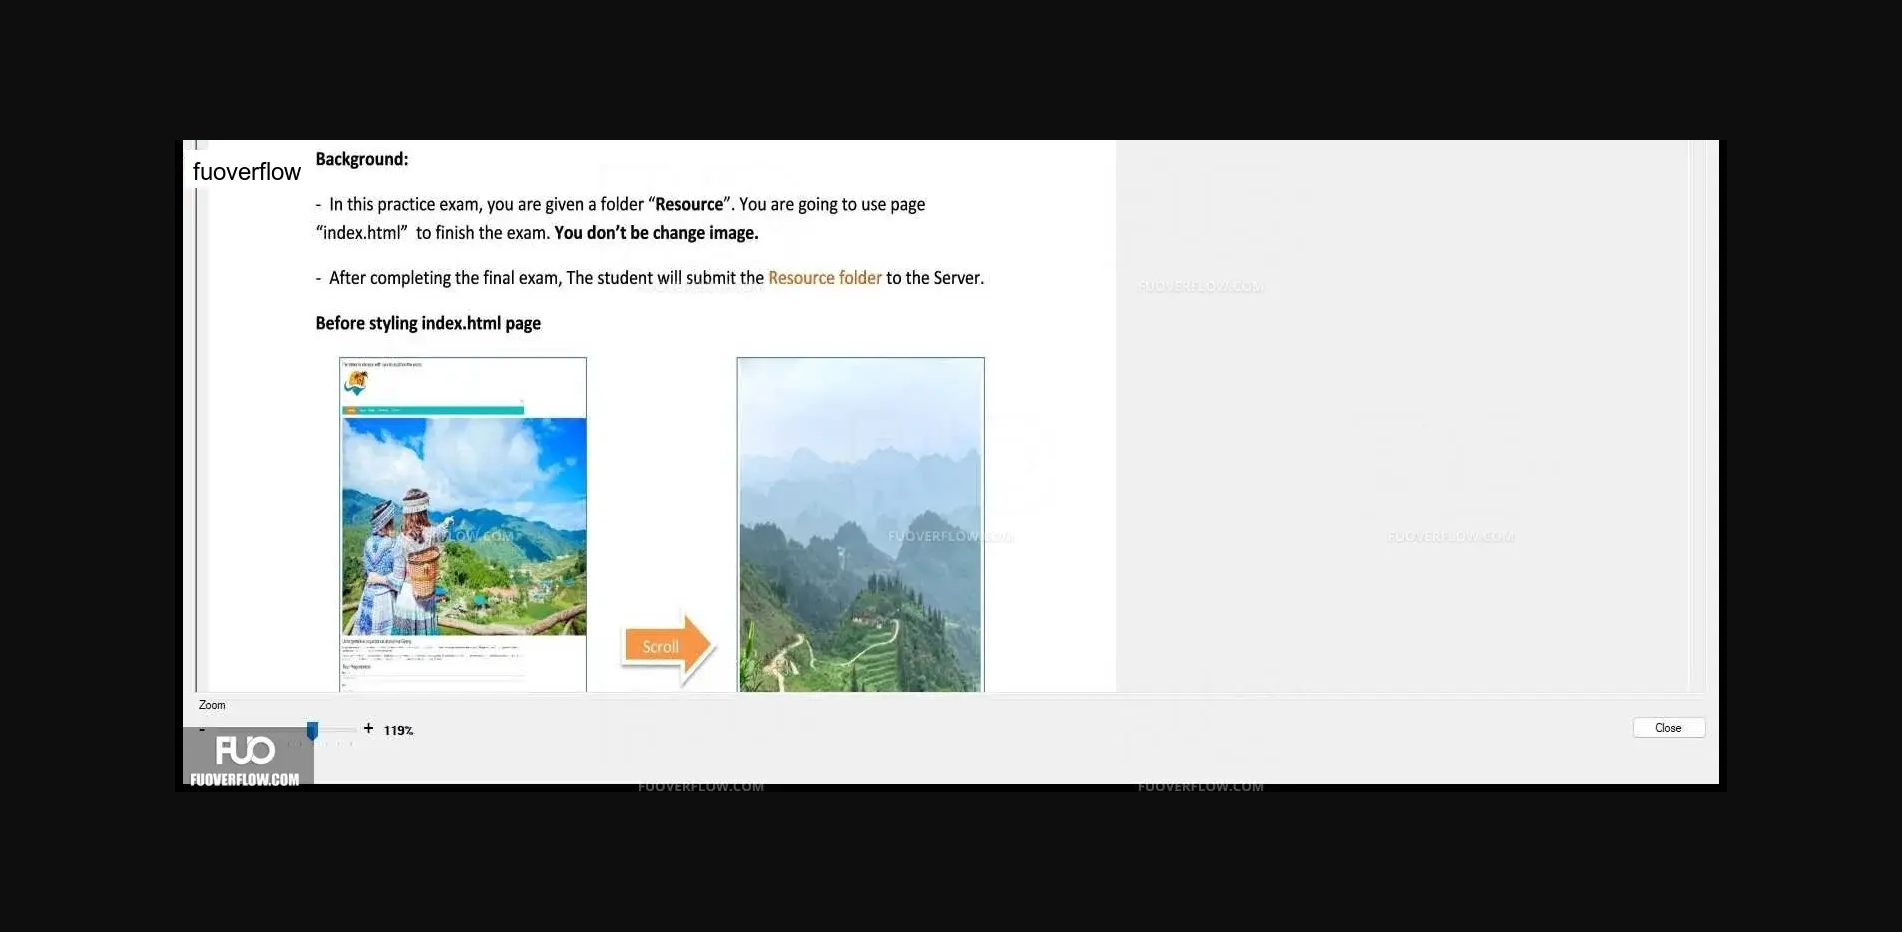 fuoverflow
Background:
- In this practice exam, you are given a folder “Resource”. You are going to use page
“index.html” to finish the exam. You don’t be change image.
- After completing the final exam, The student will submit the Resource folder to the Server.
Before styling index.html page
Scroll
Zoom
- + 119%
Close
FUO
FUOVERFLOW.COM
FUOVERFLOW.COM
FUOVERFLOW.COM
FUOVERFLOW.COM
FUOVERFLOW.COM
FUOVERFLOW.COM
FUOVERFLOW.COM
FUOVERFLOW.COM